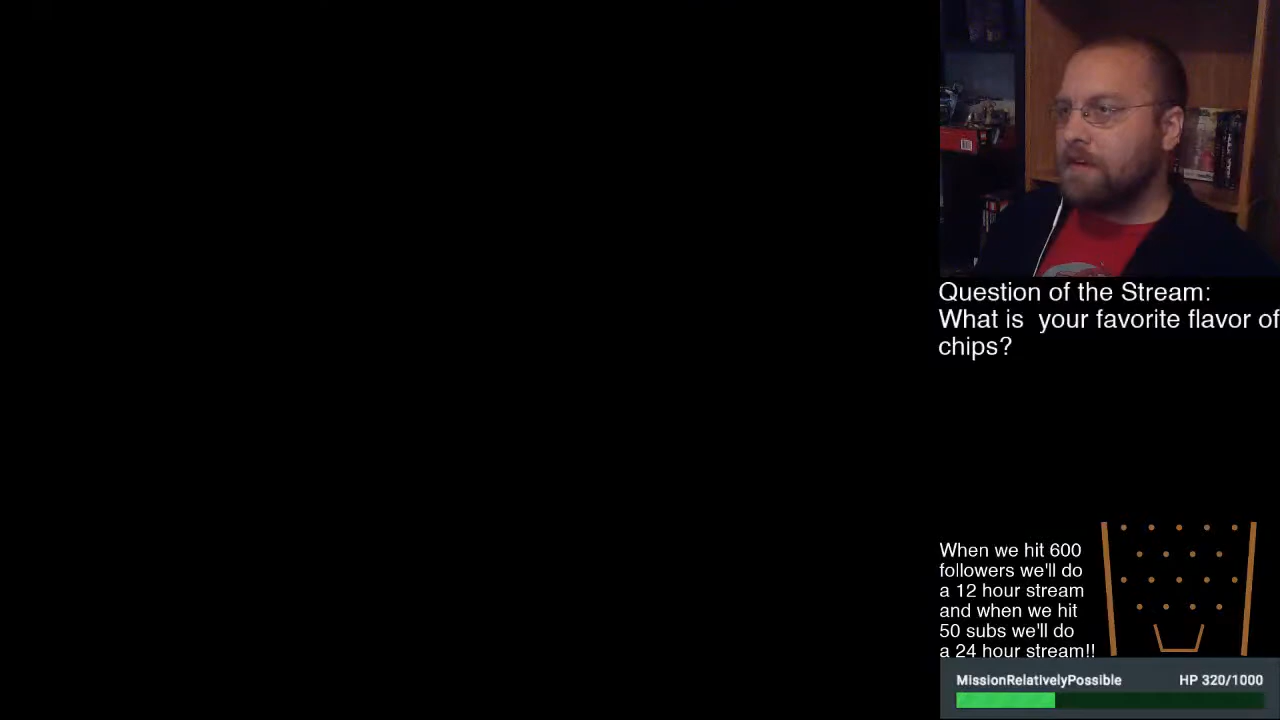 Question of the Stream:
What is  your favorite flavor of
chips?
When we hit 600
followers we'll do
a 12 hour stream
and when we hit
50 subs we'll do
a 24 hour stream!!
MissionRelativelyPossible HP 320/1000